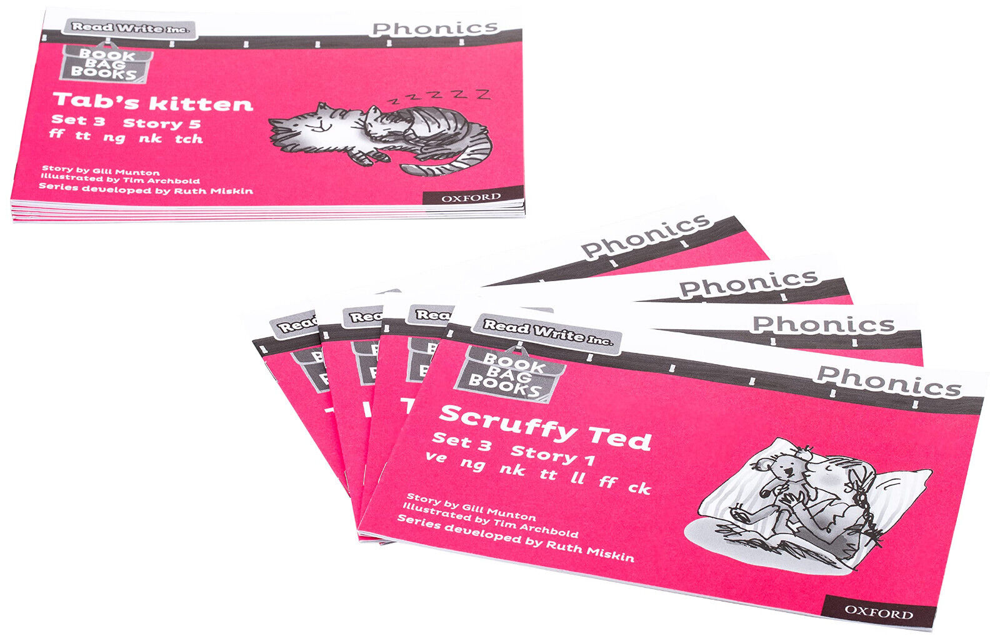 Read Write Inc.
Phonics
BOOK
BAG
BOOKS
Tab's kitten
Set 3 Story 5
ff tt ng nk tch
Story by Gill Munton
Illustrated by Tim Archbold
Series developed by Ruth Miskin
OXFORD
zzzzz
Phonics
Phonics
Phonics
Read Write Inc.
Phonics
BOOK
BAG
BOOKS
Scruffy Ted
Set 3 Story 1
ve ng nk tt ll ff ck
Story by Gill Munton
Illustrated by Tim Archbold
Series developed by Ruth Miskin
OXFORD